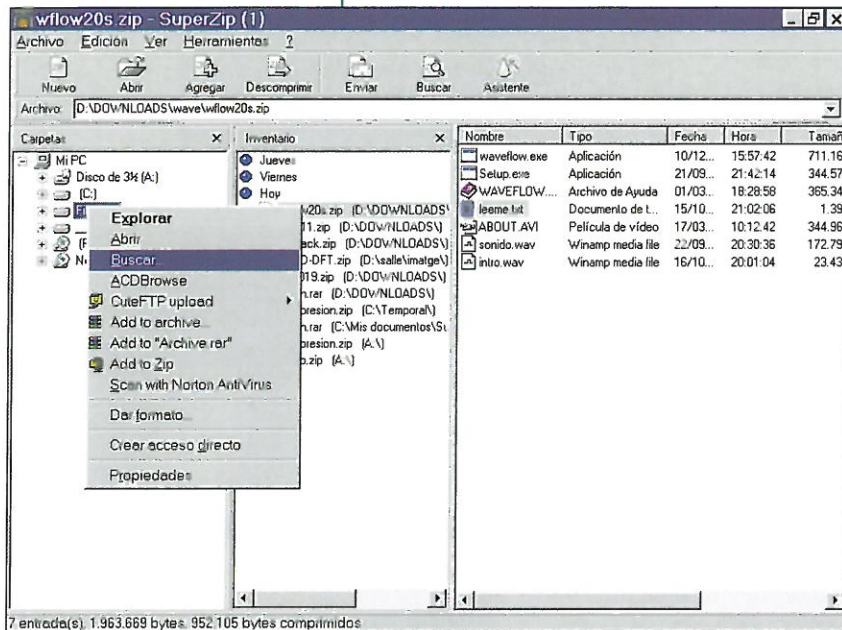 wflow20s.zip - SuperZip (1)
Archivo Edición Ver Herramientas ?
Nuevo Abrir Agregar Descomprimir Enviar Buscar Asistente
Archivo: D:\DOWNLOADS\wave\wflow20s.zip
Carpetas
Mi PC
Disco de 3½ (A:)
(C:)
Explorar
Abrir
Buscar...
ACDBrowse
CuteFTP upload
Add to archive...
Add to "Archive.rar"
Add to Zip
Scan with Norton AntiVirus
Dar formato...
Crear acceso directo
Propiedades
Inventario
Jueves
Viernes
Hoy
w20s.zip (D:\DOWNLOADS\
11.zip (D:\DOWNLOADS\)
ack.zip (D:\DOWNLOADS\
D-DFT.zip (D:\salle\imatge\)
019.zip (D:\DOWNLOADS\)
n.rar (D:\DOWNLOADS\)
presion.zip (C:\Temporal\)
n.rar (C:\Mis documentos\Su
presion.zip (A:\)
o.zip (A:\)
Nombre Tipo Fecha Hora Tamañ
waveflow.exe Aplicación 10/12... 15:57:42 711.16
Setup.exe Aplicación 21/09... 21:42:14 344.57
WAVEFLOW.... Archivo de Ayuda 01/03... 18:28:58 365.34
leeme.txt Documento de t... 15/10... 21:02:06 1.39
ABOUT.AVI Película de vídeo 17/03... 10:12:42 344.96
sonido.wav Winamp media file 22/09... 20:30:36 172.79
intro.wav Winamp media file 16/10... 20:01:04 23.43
7 entrada(s), 1.963.669 bytes, 952.105 bytes comprimidos